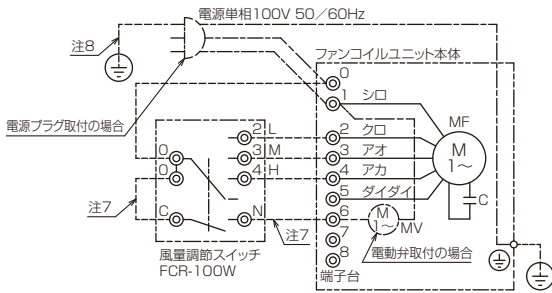 電源単相100V 50／60Hz
注8
ファンコイルユニット本体
0
1 シロ
MF
電源プラグ取付の場合
2 L
2 クロ
M
1〜
0
3 M
3 アオ
0
4 H
4 アカ
5 ダイダイ
C
注7
C
N
6
M
1〜
MV
注7
7
電動弁取付の場合
風量調節スイッチ
8
FCR-100W
端子台